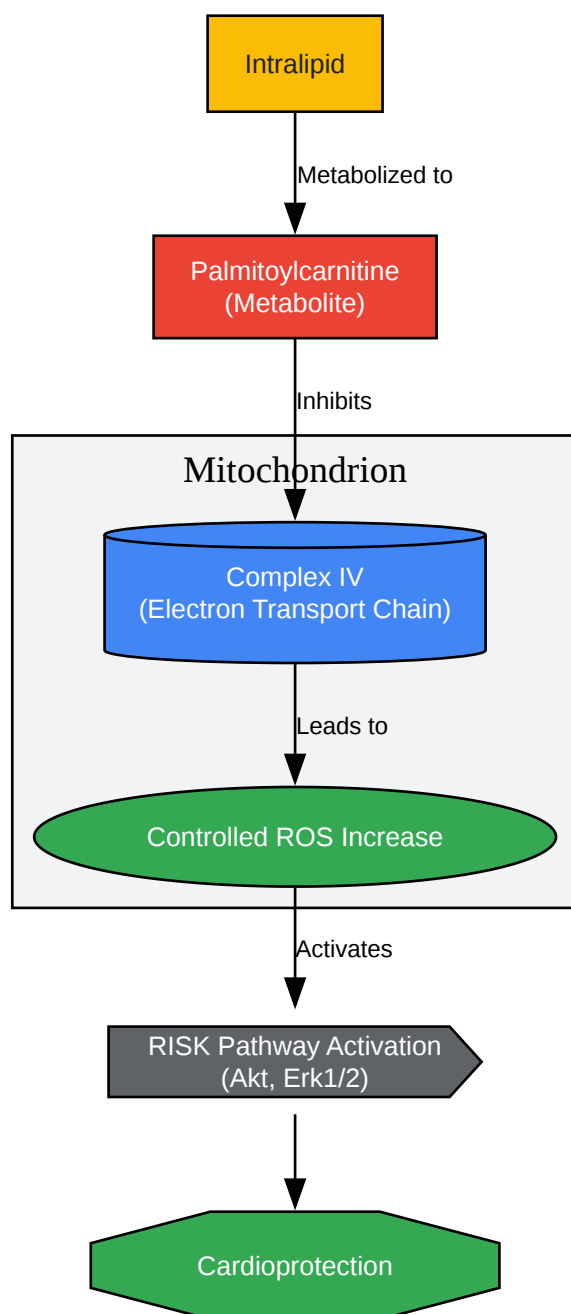 Intralipid
Metabolized to
Palmitoylcarnitine
(Metabolite)
Inhibits
Mitochondrion
Complex IV
(Electron Transport Chain)
Leads to
Controlled ROS Increase
Activates
RISK Pathway Activation
(Akt, Erk1/2)
Cardioprotection